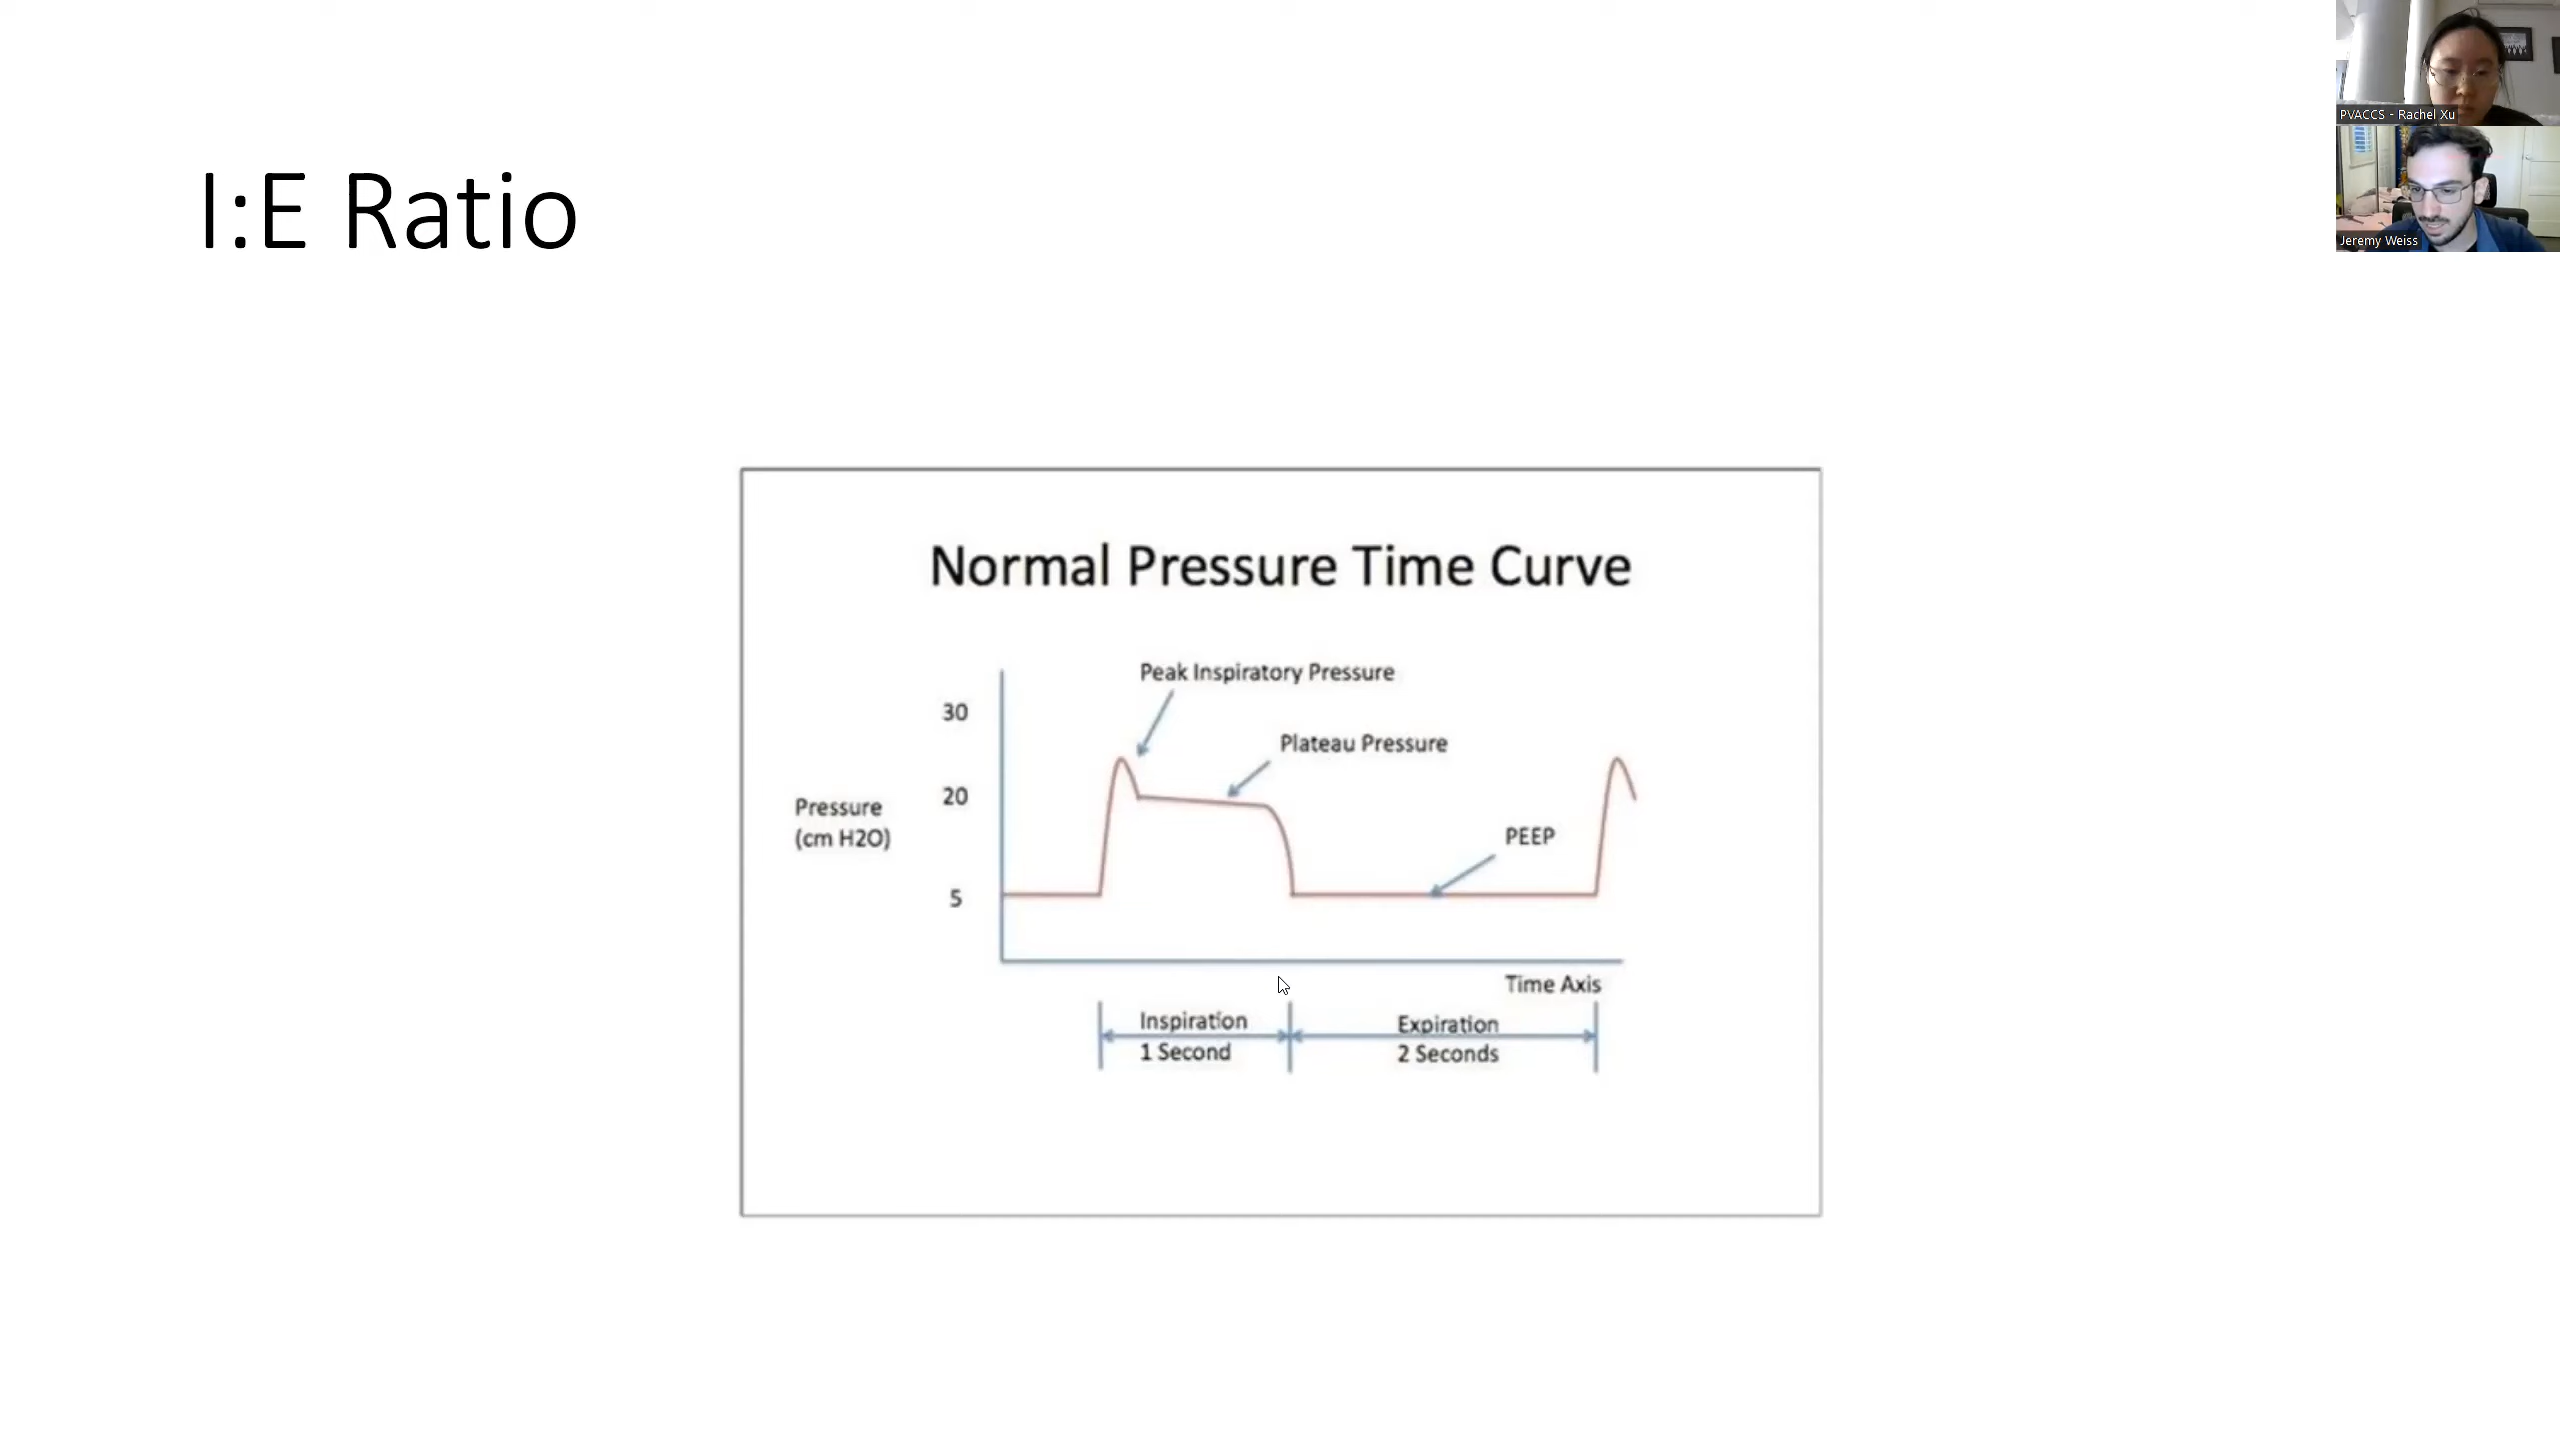 I:E Ratio
PVACCS - Rachel Xu
Jeremy Weiss
Normal Pressure Time Curve
Peak Inspiratory Pressure
30
Plateau Pressure
20
Pressure
(cm H2O)
PEEP
5
Time Axis
Inspiration
1 Second
Expiration
2 Seconds